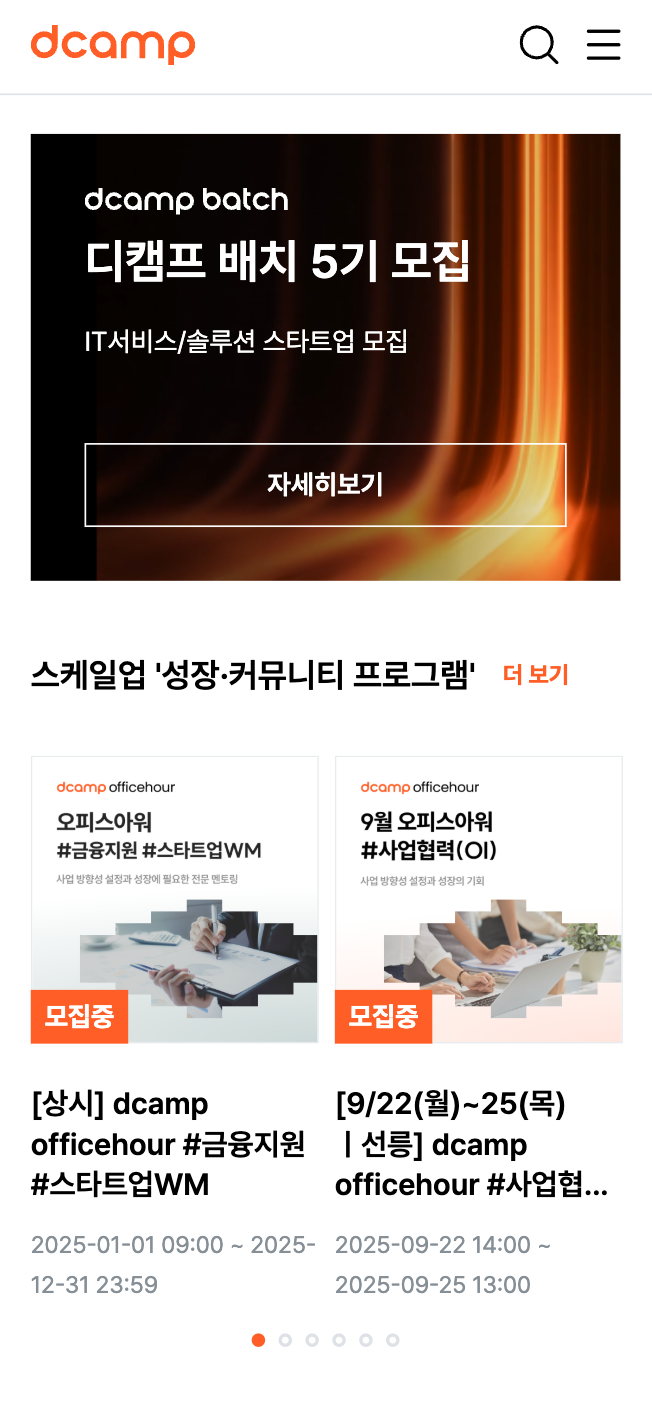 dcamp
dcamp batch
디캠프 배치 5기 모집
IT서비스/솔루션 스타트업 모집
자세히보기
스케일업 '성장·커뮤니티 프로그램' 더 보기
dcamp officehour
오피스아워
#금융지원 #스타트업WM
사업 방향성 설정과 성장에 필요한 전문 멘토링
모집중
[상시] dcamp
officehour #금융지원
#스타트업WM
2025-01-01 09:00 ~ 2025-
12-31 23:59
dcamp officehour
9월 오피스아워
#사업협력(OI)
사업 방향성 설정과 성장의 기회
모집중
[9/22(월)~25(목)
ㅣ선릉] dcamp
officehour #사업협...
2025-09-22 14:00 ~
2025-09-25 13:00